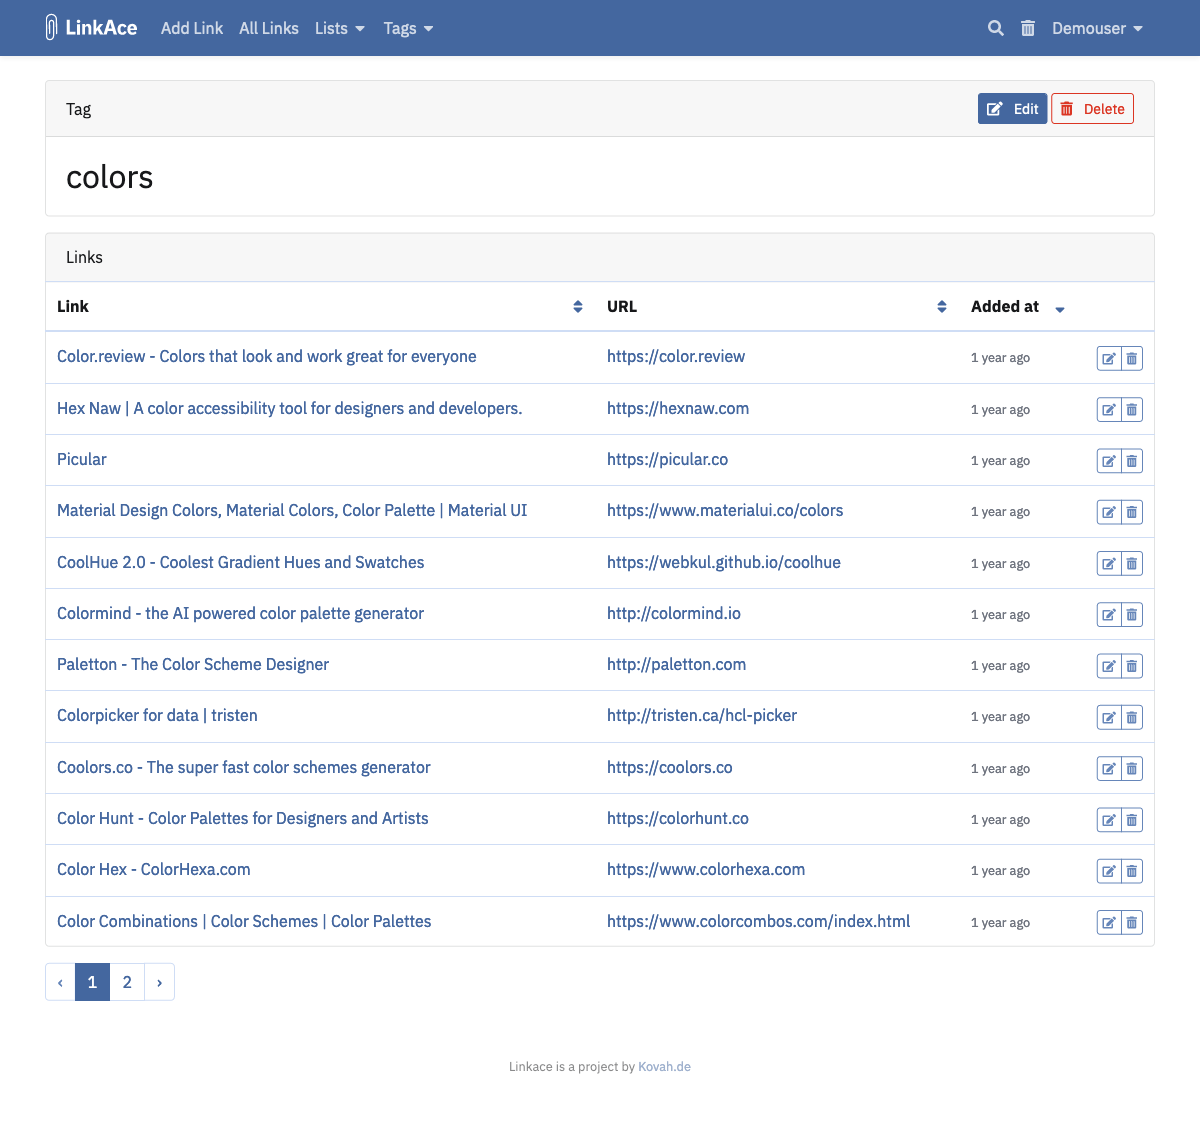 LinkAce Add Link All Links Lists Tags Demouser
Tag Edit Delete
colors
Links
Link URL Added at
Color.review - Colors that look and work great for everyone https://color.review 1 year ago
Hex Naw | A color accessibility tool for designers and developers. https://hexnaw.com 1 year ago
Picular https://picular.co 1 year ago
Material Design Colors, Material Colors, Color Palette | Material UI https://www.materialui.co/colors 1 year ago
CoolHue 2.0 - Coolest Gradient Hues and Swatches https://webkul.github.io/coolhue 1 year ago
Colormind - the AI powered color palette generator http://colormind.io 1 year ago
Paletton - The Color Scheme Designer http://paletton.com 1 year ago
Colorpicker for data | tristen http://tristen.ca/hcl-picker 1 year ago
Coolors.co - The super fast color schemes generator https://coolors.co 1 year ago
Color Hunt - Color Palettes for Designers and Artists https://colorhunt.co 1 year ago
Color Hex - ColorHexa.com https://www.colorhexa.com 1 year ago
Color Combinations | Color Schemes | Color Palettes https://www.colorcombos.com/index.html 1 year ago
‹ 1 2 ›
Linkace is a project by Kovah.de